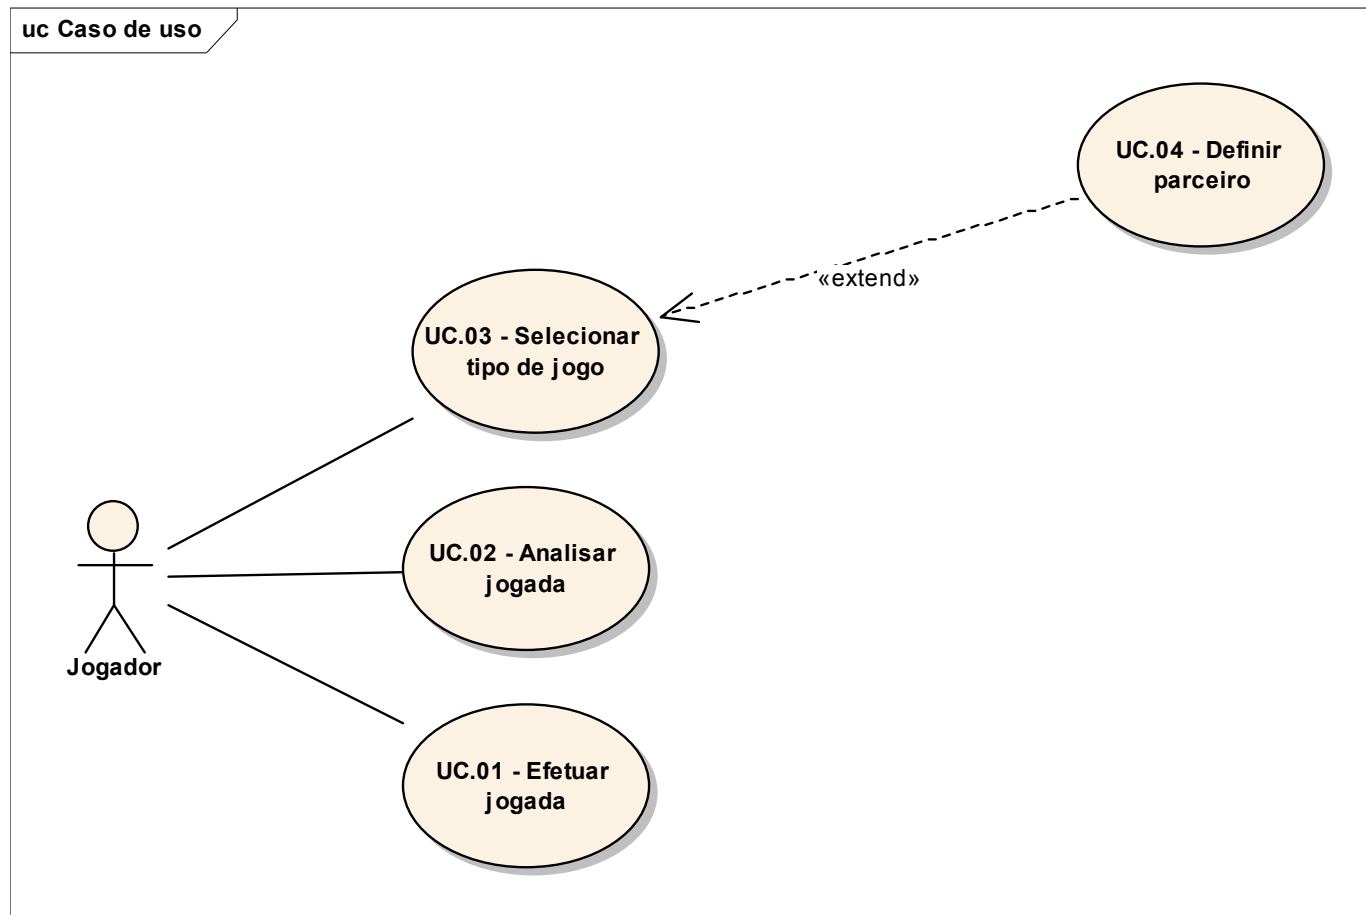 uc Caso de uso
UC.04 - Definir
parceiro
«extend»
UC.03 - Selecionar
tipo de jogo
UC.02 - Analisar
jogada
Jogador
UC.01 - Efetuar
jogada